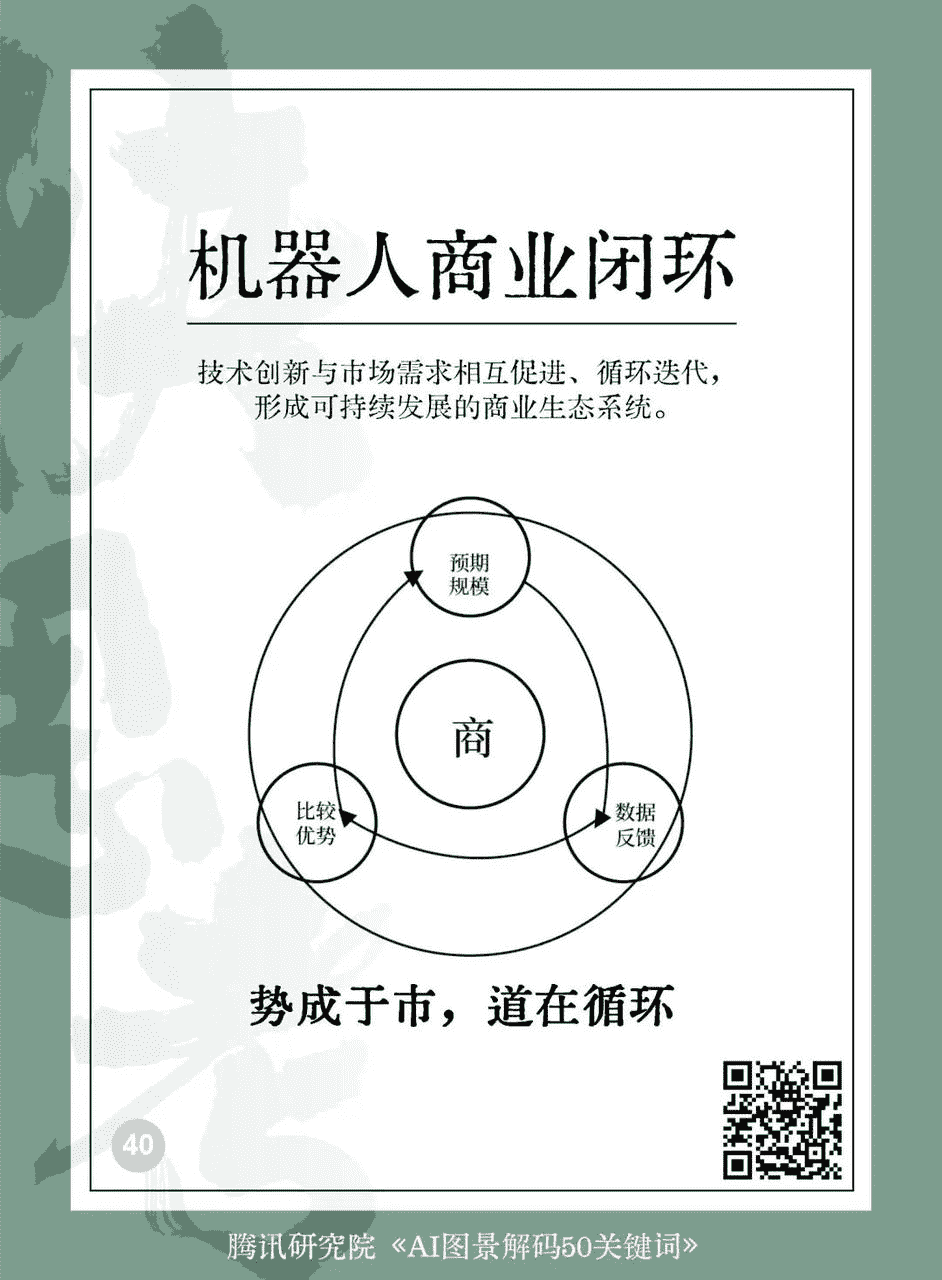 机器人商业闭环
技术创新与市场需求相互促进、循环迭代，
形成可持续发展的商业生态系统。
预期
规模
商
比较
优势
数据
反馈
势成于市，道在循环
40
腾讯研究院《AI图景解码50关键词》